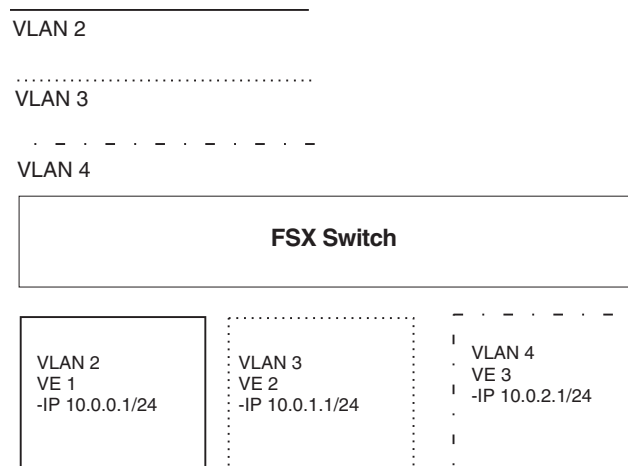 VLAN 2
VLAN 3
VLAN 4
FSX Switch
VLAN 2
VE 1
-IP 10.0.0.1/24
VLAN 3
VE 2
-IP 10.0.1.1/24
VLAN 4
VE 3
-IP 10.0.2.1/24